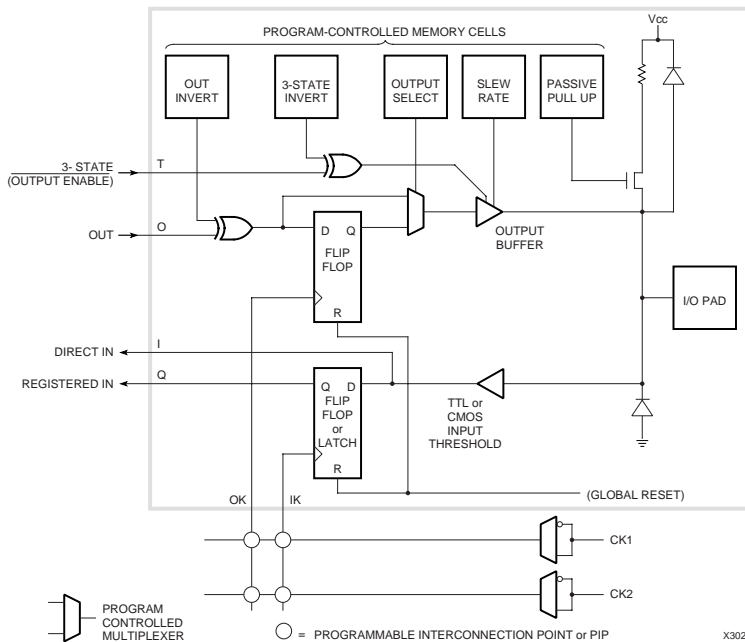 PROGRAM-CONTROLLED MEMORY CELLS
Vcc
OUT
INVERT
3-STATE
INVERT
OUTPUT
SELECT
SLEW
RATE
PASSIVE
PULL UP
3- STATE
(OUTPUT ENABLE)
T
OUT
O
D Q
FLIP
FLOP
R
OUTPUT
BUFFER
I/O PAD
DIRECT IN
I
REGISTERED IN
Q
Q D
FLIP
FLOP
or
LATCH
R
TTL or
CMOS
INPUT
THRESHOLD
OK
IK
(GLOBAL RESET)
CK1
CK2
PROGRAM
CONTROLLED
MULTIPLEXER
= PROGRAMMABLE INTERCONNECTION POINT or PIP